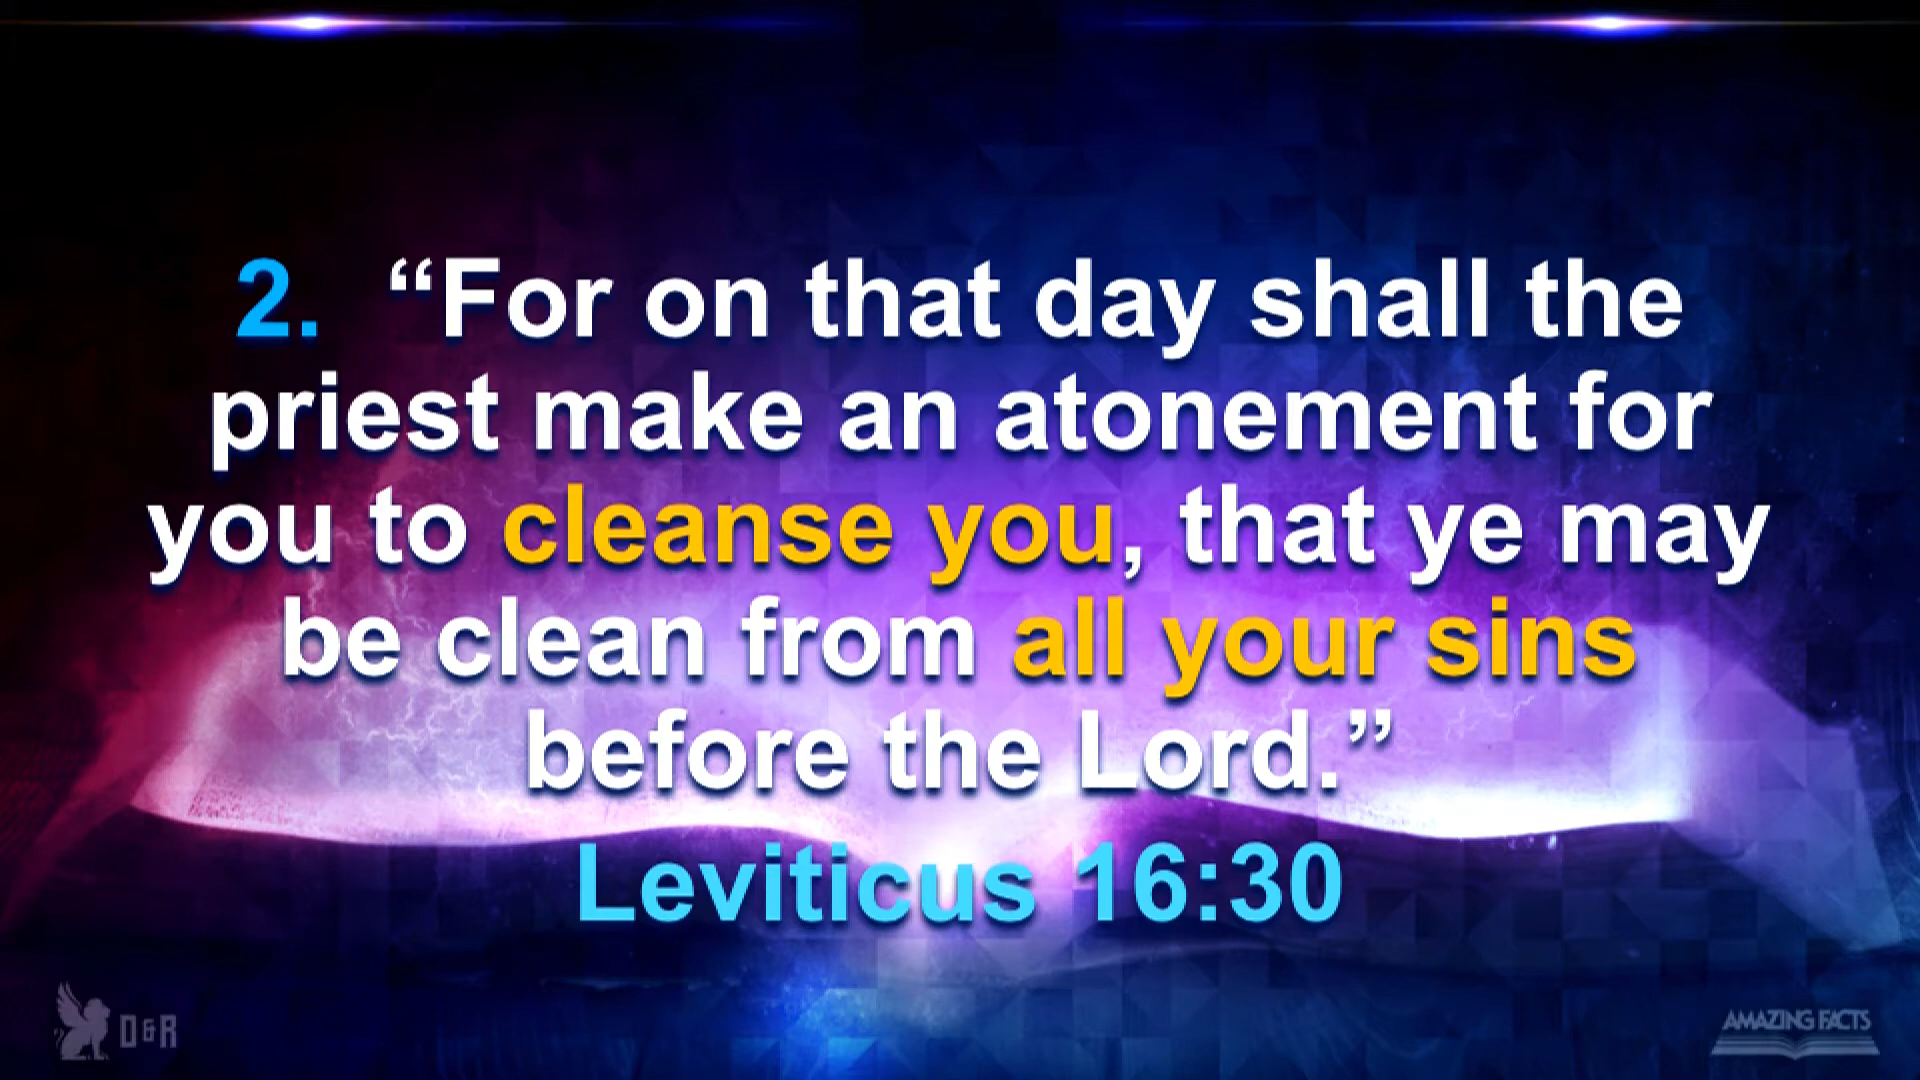 2. “For on that day shall the
priest make an atonement for
you to cleanse you, that ye may
be clean from all your sins
before the Lord.”
Leviticus 16:30
D&R
AMAZING FACTS